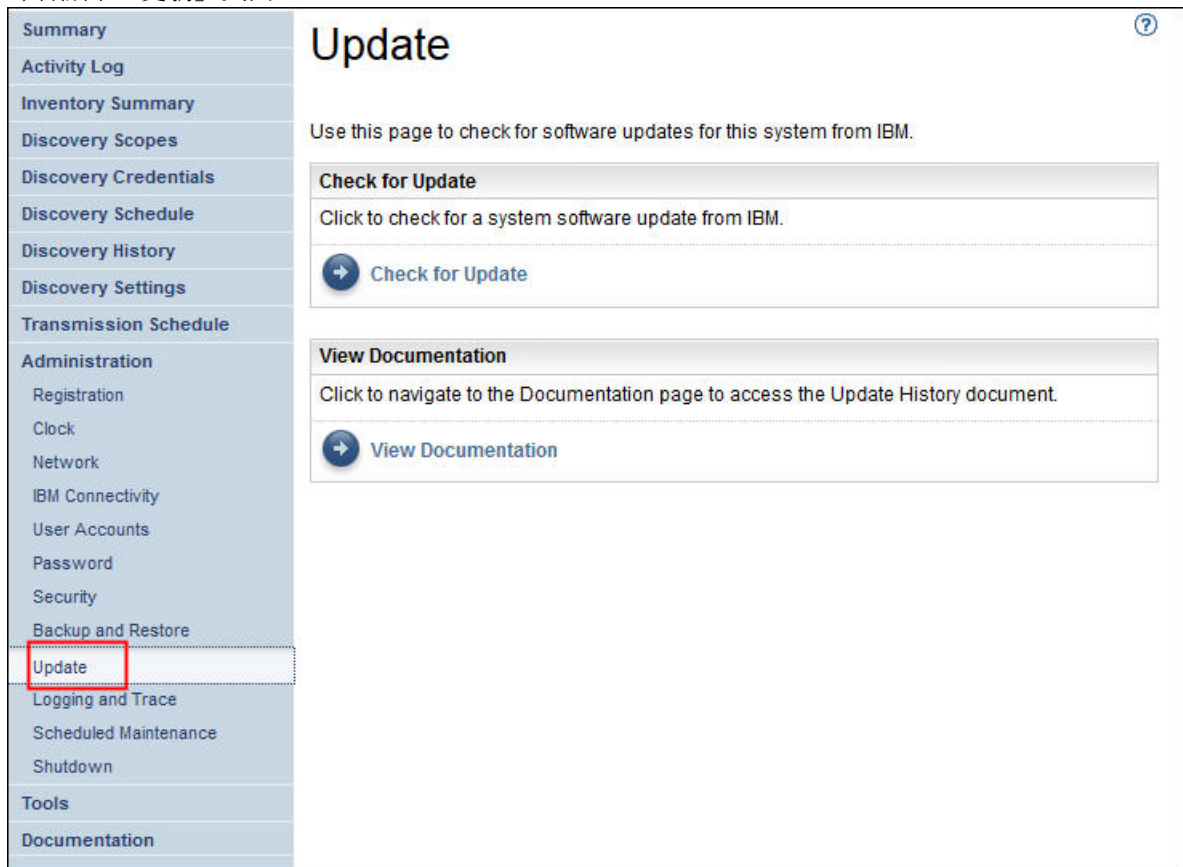 Summary
Activity Log
Inventory Summary
Discovery Scopes
Discovery Credentials
Discovery Schedule
Discovery History
Discovery Settings
Transmission Schedule
Administration
Registration
Clock
Network
IBM Connectivity
User Accounts
Password
Security
Backup and Restore
Update
Logging and Trace
Scheduled Maintenance
Shutdown
Tools
Documentation
?
Update
Use this page to check for software updates for this system from IBM.
Check for Update
Click to check for a system software update from IBM.
Check for Update
View Documentation
Click to navigate to the Documentation page to access the Update History document.
View Documentation